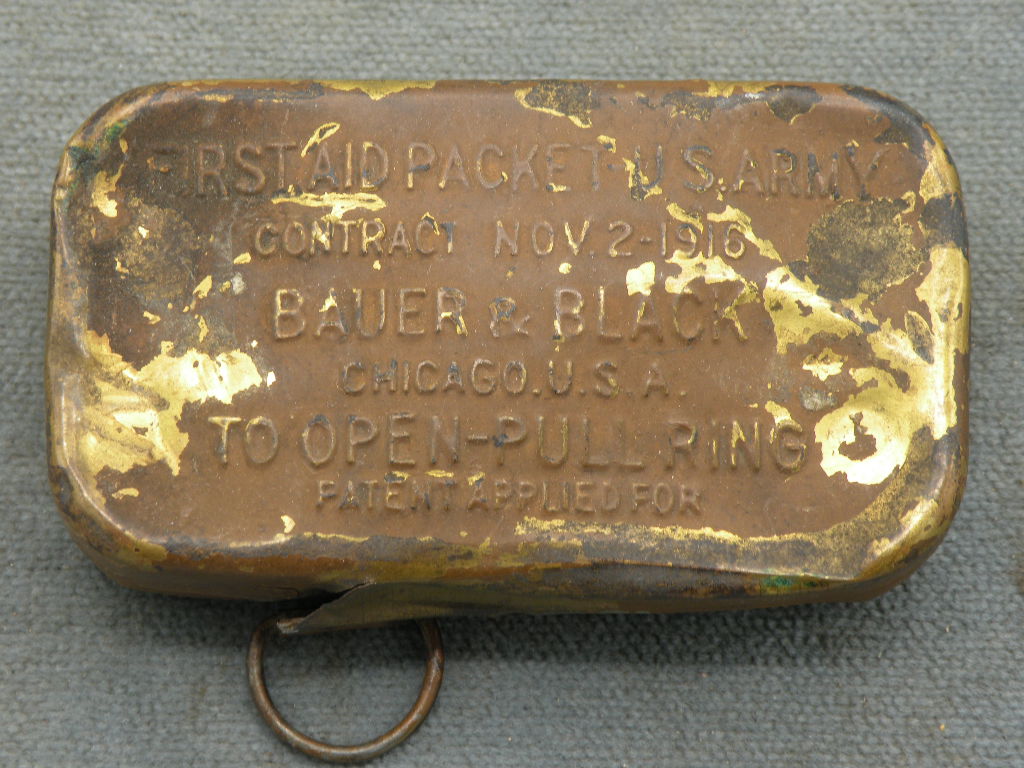 FIRST AID PACKET-U.S. ARMY
CONTRACT NOV. 2-1916
BAUER & BLACK
CHICAGO. U.S.A.
TO OPEN-PULL RING
PATENT APPLIED FOR